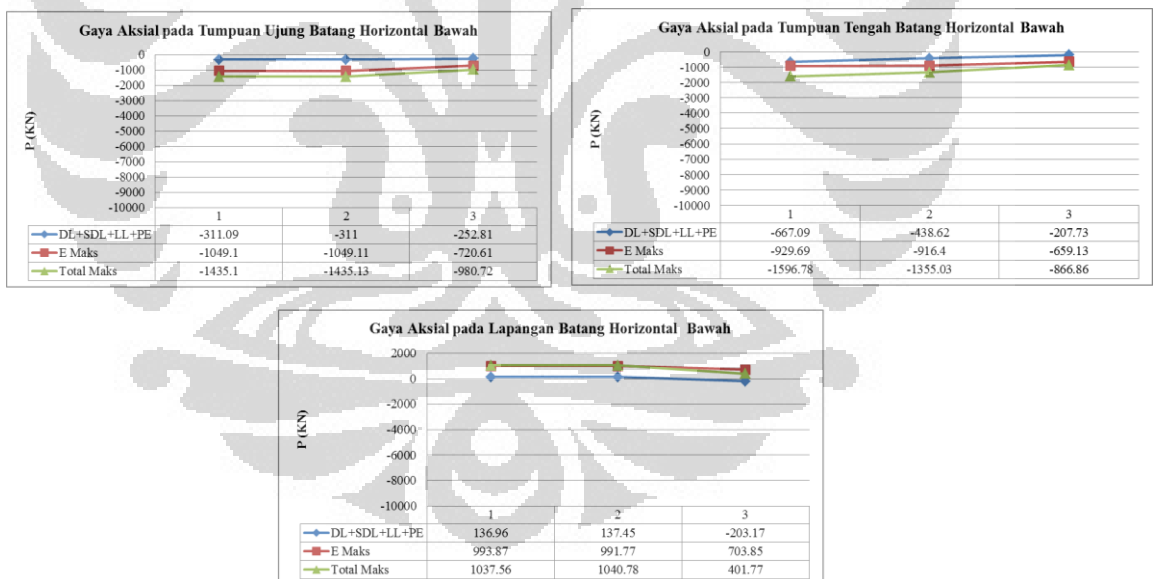 Gaya Aksial pada Tumpuan Ujung Batang Horizontal Bawah
P (KN)
0
-1000
-2000
-3000
-4000
-5000
-6000
-7000
-8000
-9000
-10000
1 2 3
DL+SDL+LL+PE -311.09 -311 -252.81
E Maks -1049.1 -1049.11 -720.61
Total Maks -1435.1 -1435.13 -980.72
Gaya Aksial pada Tumpuan Tengah Batang Horizontal Bawah
P (KN)
0
-1000
-2000
-3000
-4000
-5000
-6000
-7000
-8000
-9000
-10000
1 2 3
DL+SDL+LL+PE -667.09 -438.62 -207.73
E Maks -929.69 -916.4 -659.13
Total Maks -1596.78 -1355.03 -866.86
Gaya Aksial pada Lapangan Batang Horizontal Bawah
P (KN)
2000
0
-2000
-4000
-6000
-8000
-10000
1 2 3
DL+SDL+LL+PE 136.96 137.45 -203.17
E Maks 993.87 991.77 703.85
Total Maks 1037.56 1040.78 401.77